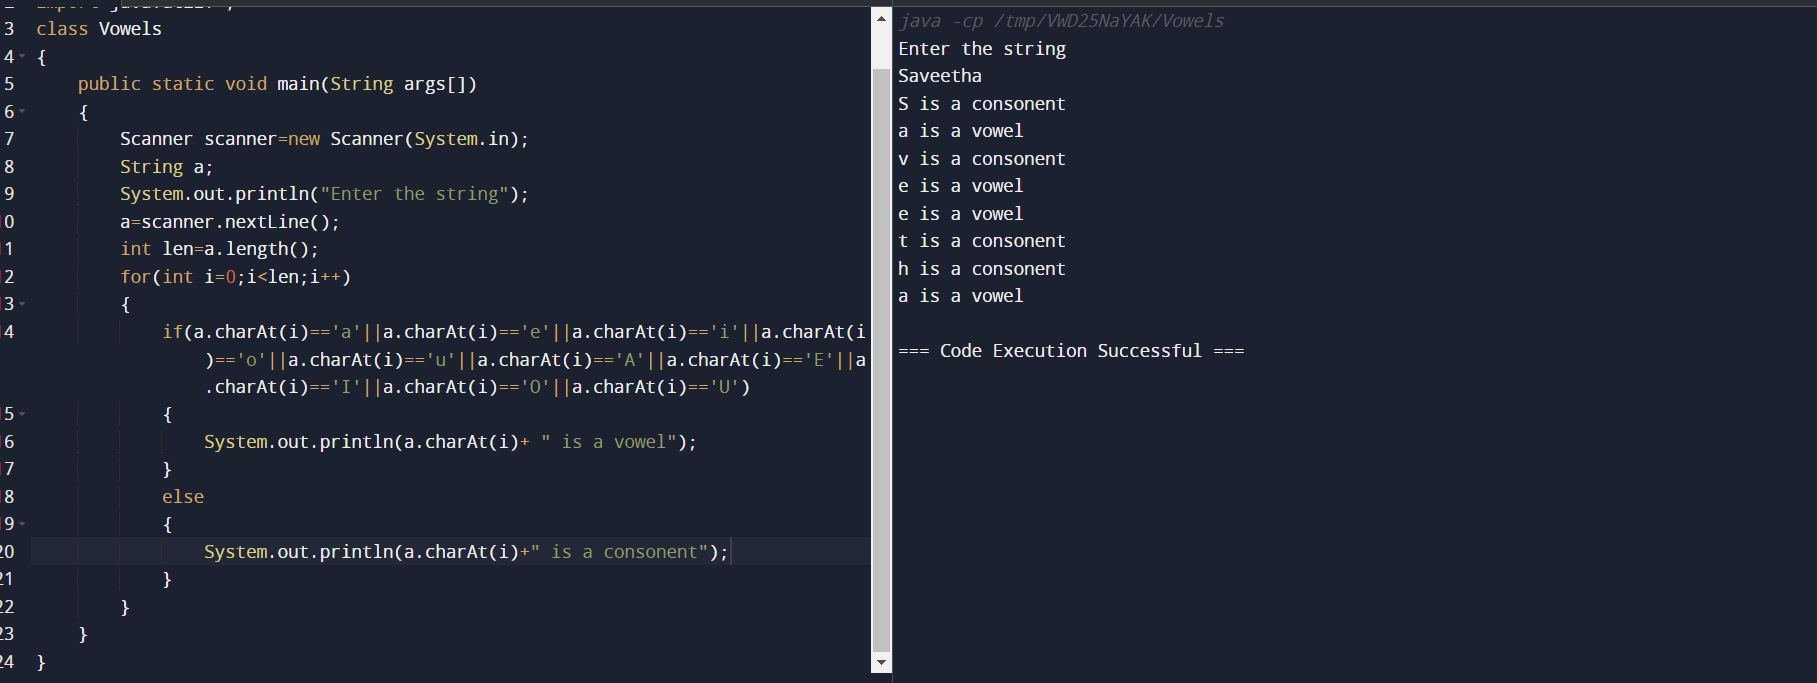 3 class Vowels
4 {
5 public static void main(String args[])
6 {
7 Scanner scanner=new Scanner(System.in);
8 String a;
9 System.out.println("Enter the string");
0 a=scanner.nextLine();
1 int len=a.length();
2 for(int i=0;i<len;i++)
3 {
4 if(a.charAt(i)=='a'||a.charAt(i)=='e'||a.charAt(i)=='i'||a.charAt(i
)=='o'||a.charAt(i)=='u'||a.charAt(i)=='A'||a.charAt(i)=='E'||a
.charAt(i)=='I'||a.charAt(i)=='O'||a.charAt(i)=='U')
5 {
6 System.out.println(a.charAt(i)+ " is a vowel");
7 }
8 else
9 {
20 System.out.println(a.charAt(i)+" is a consonent");
21 }
22 }
23 }
24 }
java -cp /tmp/VWD25NaYAK/Vowels
Enter the string
Saveetha
S is a consonent
a is a vowel
v is a consonent
e is a vowel
e is a vowel
t is a consonent
h is a consonent
a is a vowel
=== Code Execution Successful ===